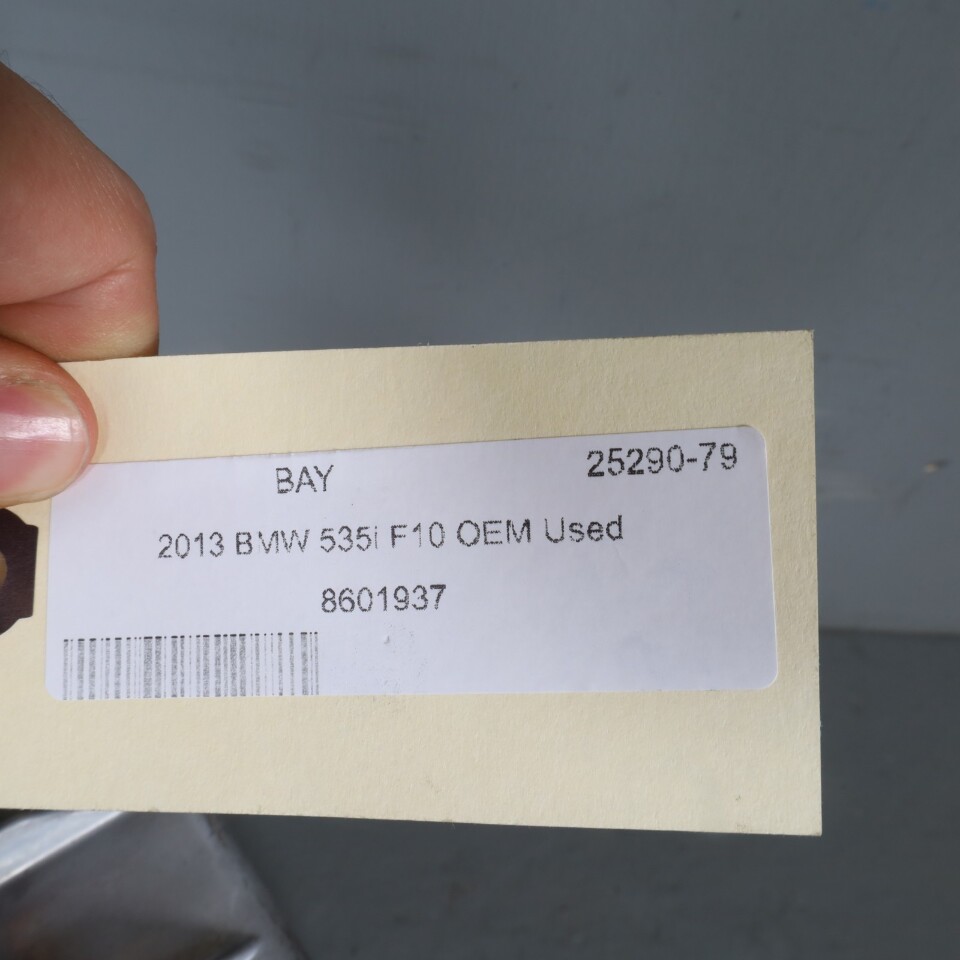 BAY 25290-79
2013 BMW 535i F10 OEM Used
8601937